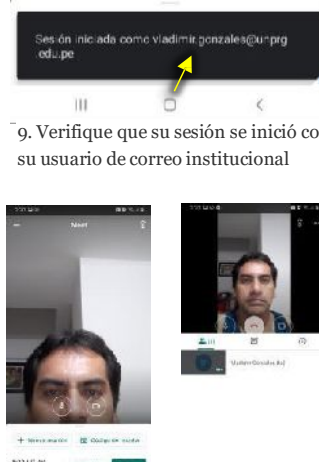 Sesión iniciada como vladimir.gonzales@unprg
.edu.pe
9. Verifique que su sesión se inició co
su usuario de correo institucional
Meet
+ Nueva reunión Código de reunión